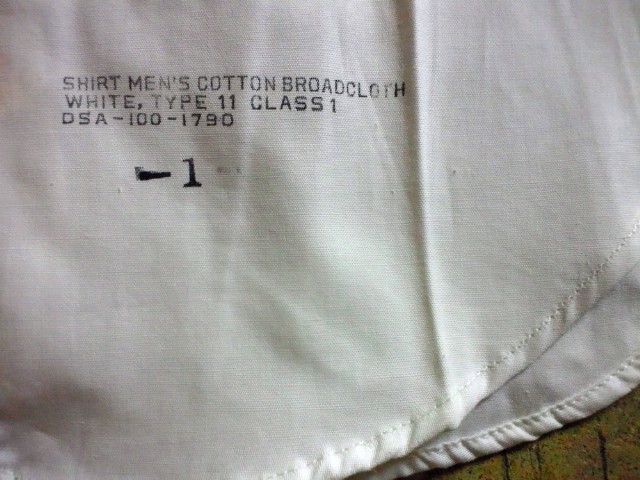 SHIRT MEN'S COTTON BROADCLOTH
WHITE, TYPE 11 CLASS 1
DSA-100-1790
-1